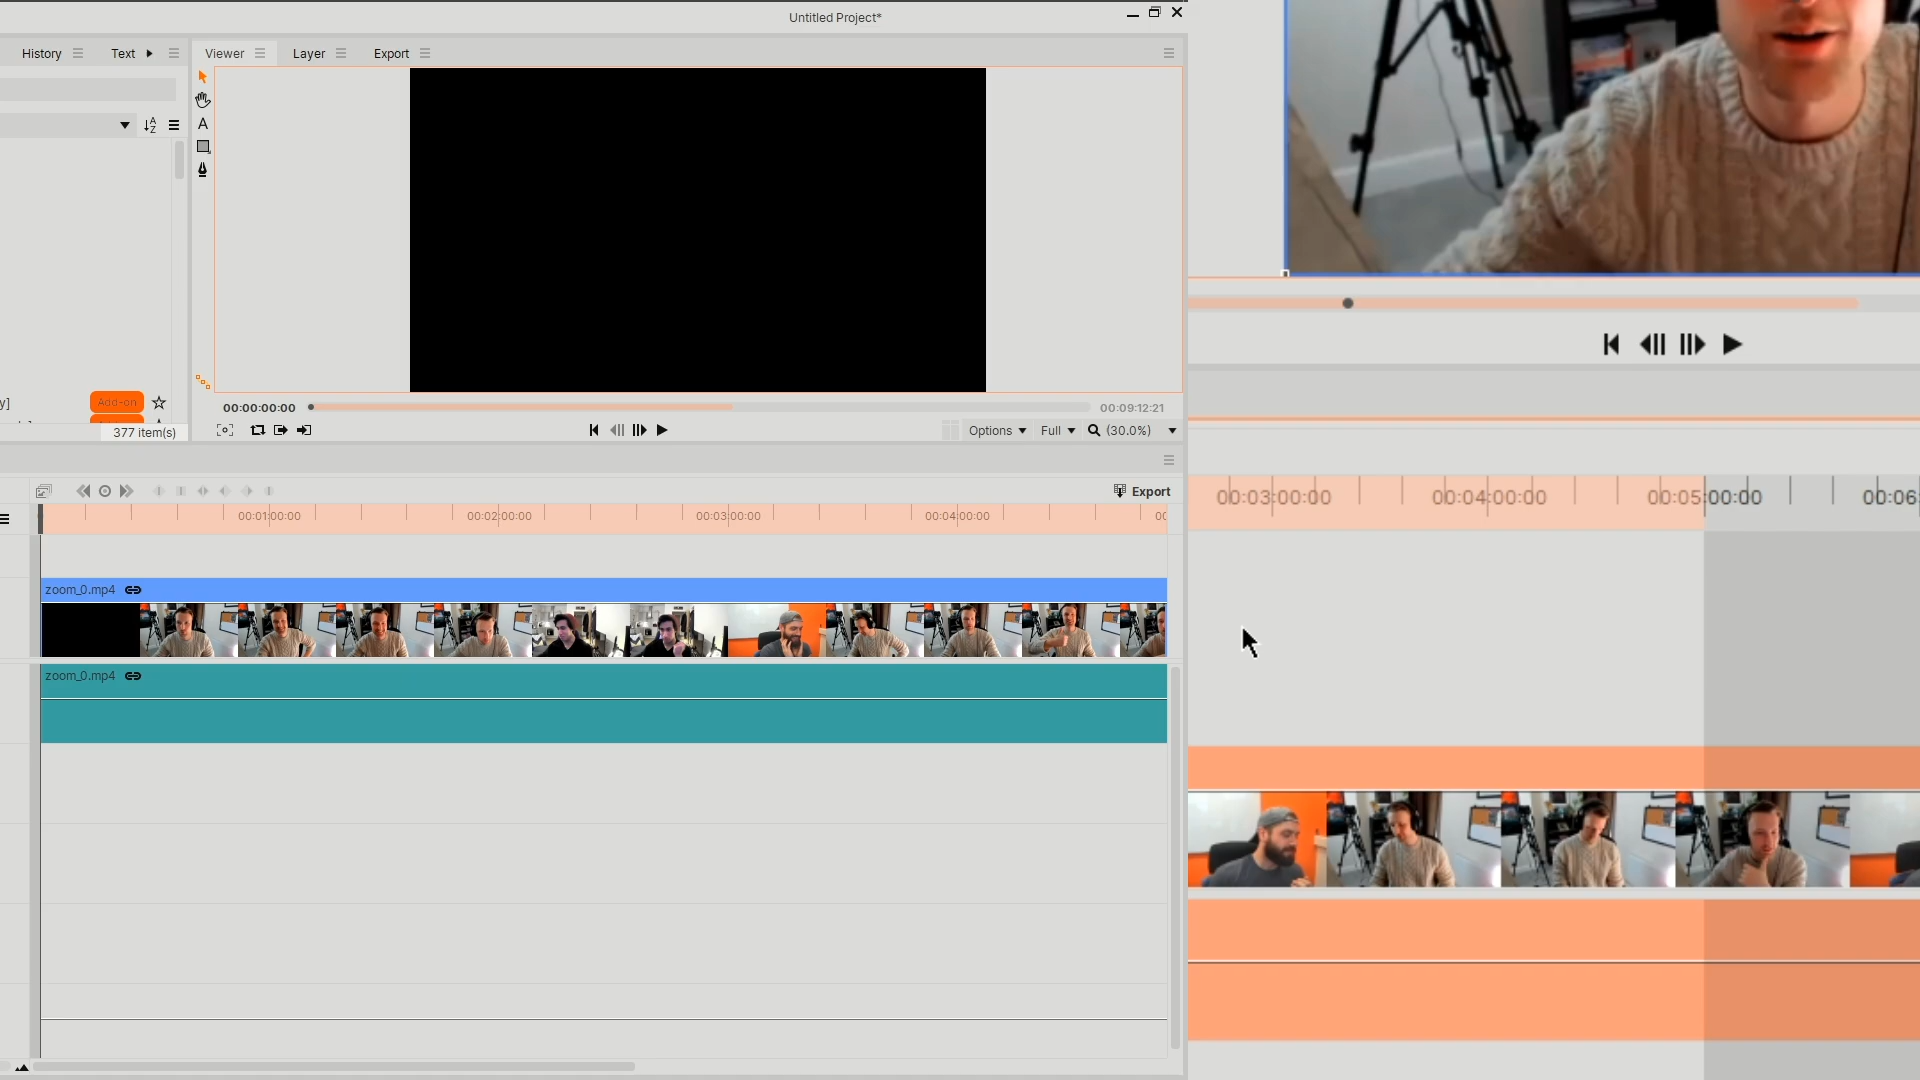 Untitled Project*
History
Text
Viewer
Layer
Export
A
A
Z
y]
Add-on
377 item(s)
00:00:00:00
00:09:12:21
Options
Full
(30.0%)
Export
00:01:00:00
00:02:00:00
00:03:00:00
00:04:00:00
zoom_0.mp4
zoom_0.mp4
00:03:00:00
00:04:00:00
00:05:00:00
00:06